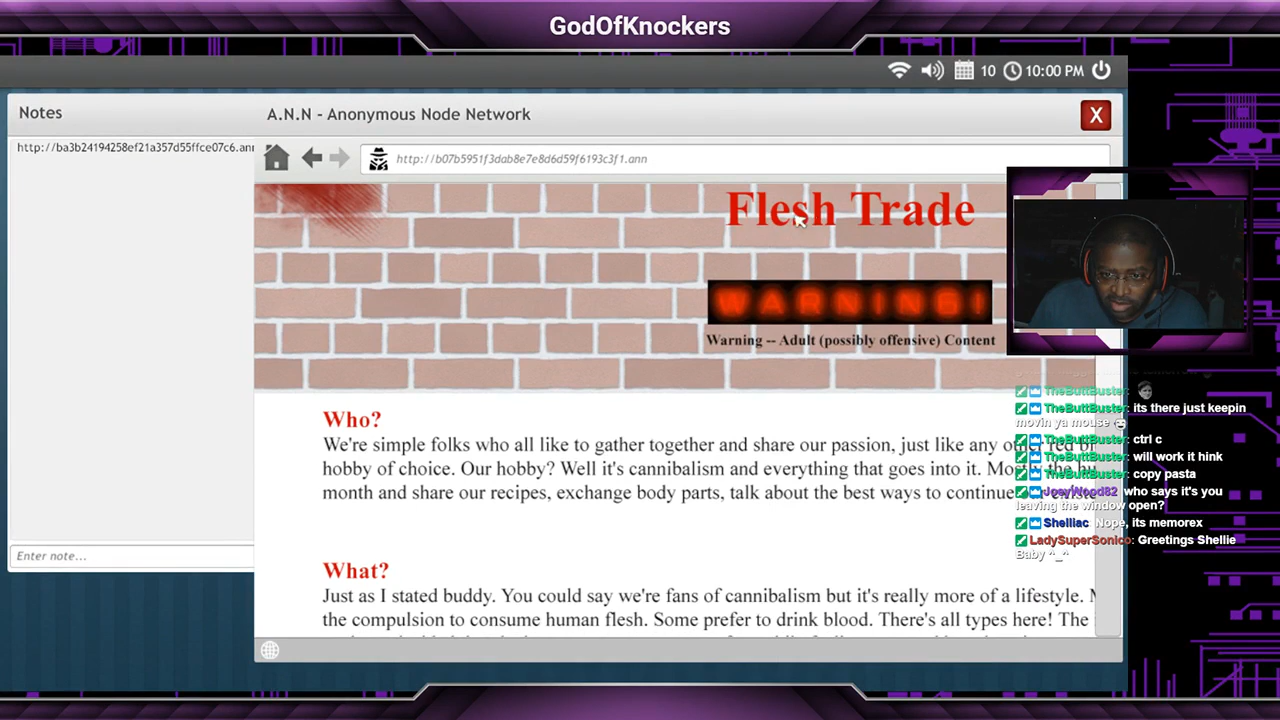 GodOfKnockers
10 10:00 PM
Notes
A.N.N - Anonymous Node Network
X
http://ba3b24194258ef21a357d55ffce07c6.ann
http://b07b5951f3dab8e7e8d6d59f6193c3f1.ann
Flesh Trade
WARNING!
Warning -- Adult (possibly offensive) Content
Who?
We're simple folks who all like to gather together and share our passion, just like any other red
hobby of choice. Our hobby? Well it's cannibalism and everything that goes into it.
month and share our recipes, exchange body parts, talk about the best ways to continue
What?
Just as I stated buddy. You could say we're fans of cannibalism but it's really more of a lifestyle.
the compulsion to consume human flesh. Some prefer to drink blood. There's all types here! The
Enter note...
TheButtBuster:
TheButtBuster: its there just keepin
movin ya mouse
TheButtBuster: ctrl c
TheButtBuster: will work it hink
TheButtBuster: copy pasta
JoeyWood82 who says it's you
leaving the window open?
Shelliac: Nope, its memorex
LadySuperSonico: Greetings Shellie
Baby ^_^